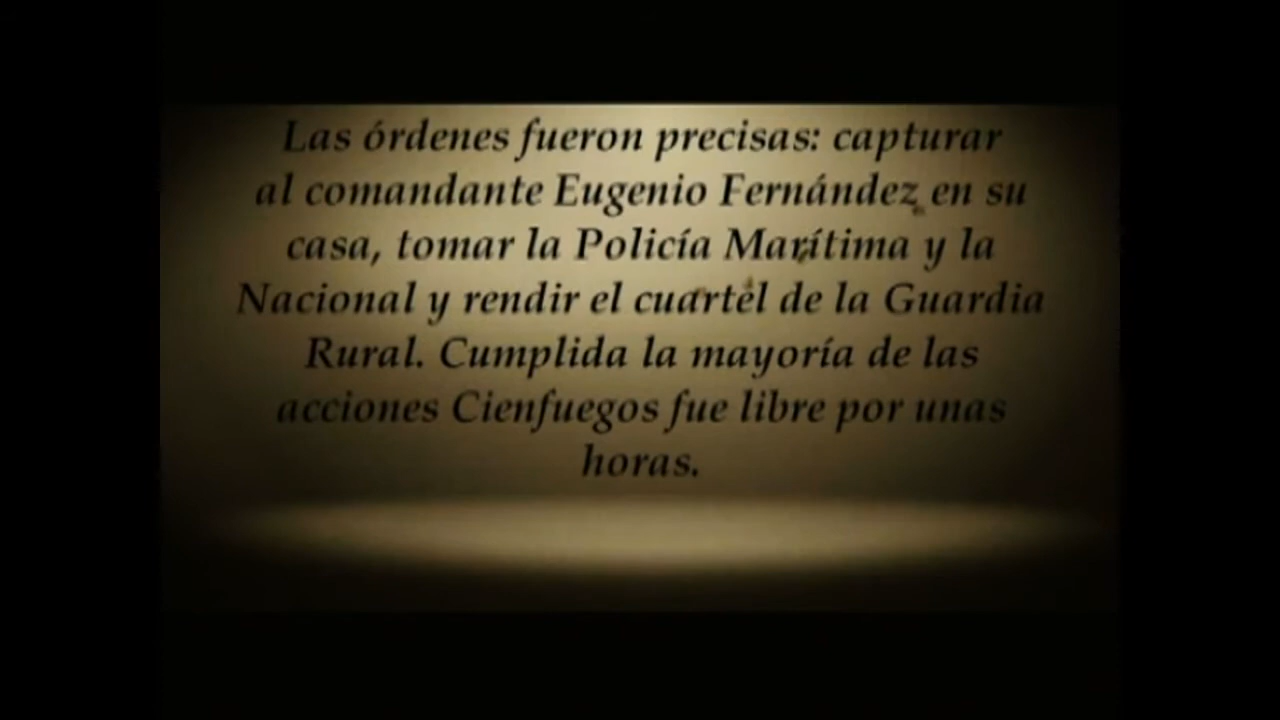 Las órdenes fueron precisas: capturar
al comandante Eugenio Fernández en su
casa, tomar la Policía Marítima y la
Nacional y rendir el cuartel de la Guardia
Rural. Cumplida la mayoría de las
acciones Cienfuegos fue libre por unas
horas.